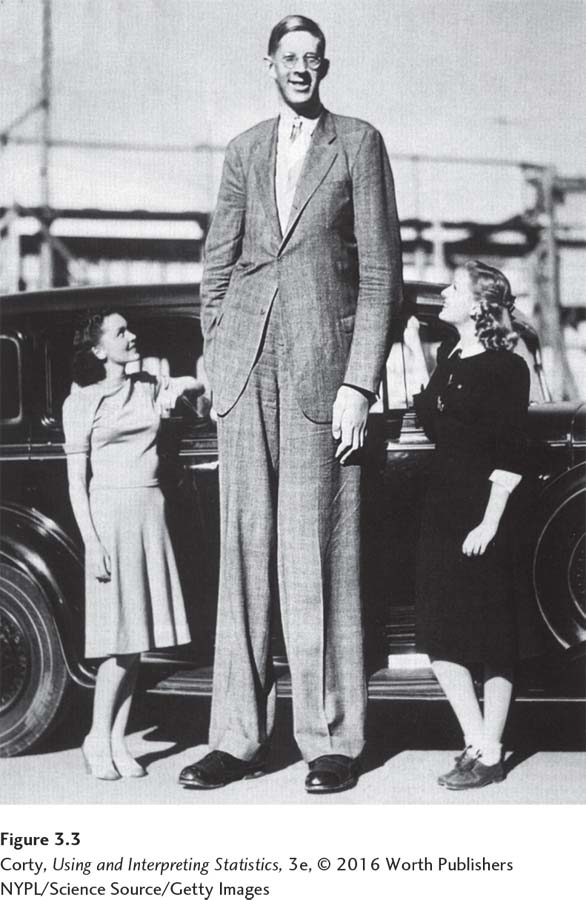 Figure 3.3
Corty, Using and Interpreting Statistics, 3e, © 2016 Worth Publishers
NYPL/Science Source/Getty Images